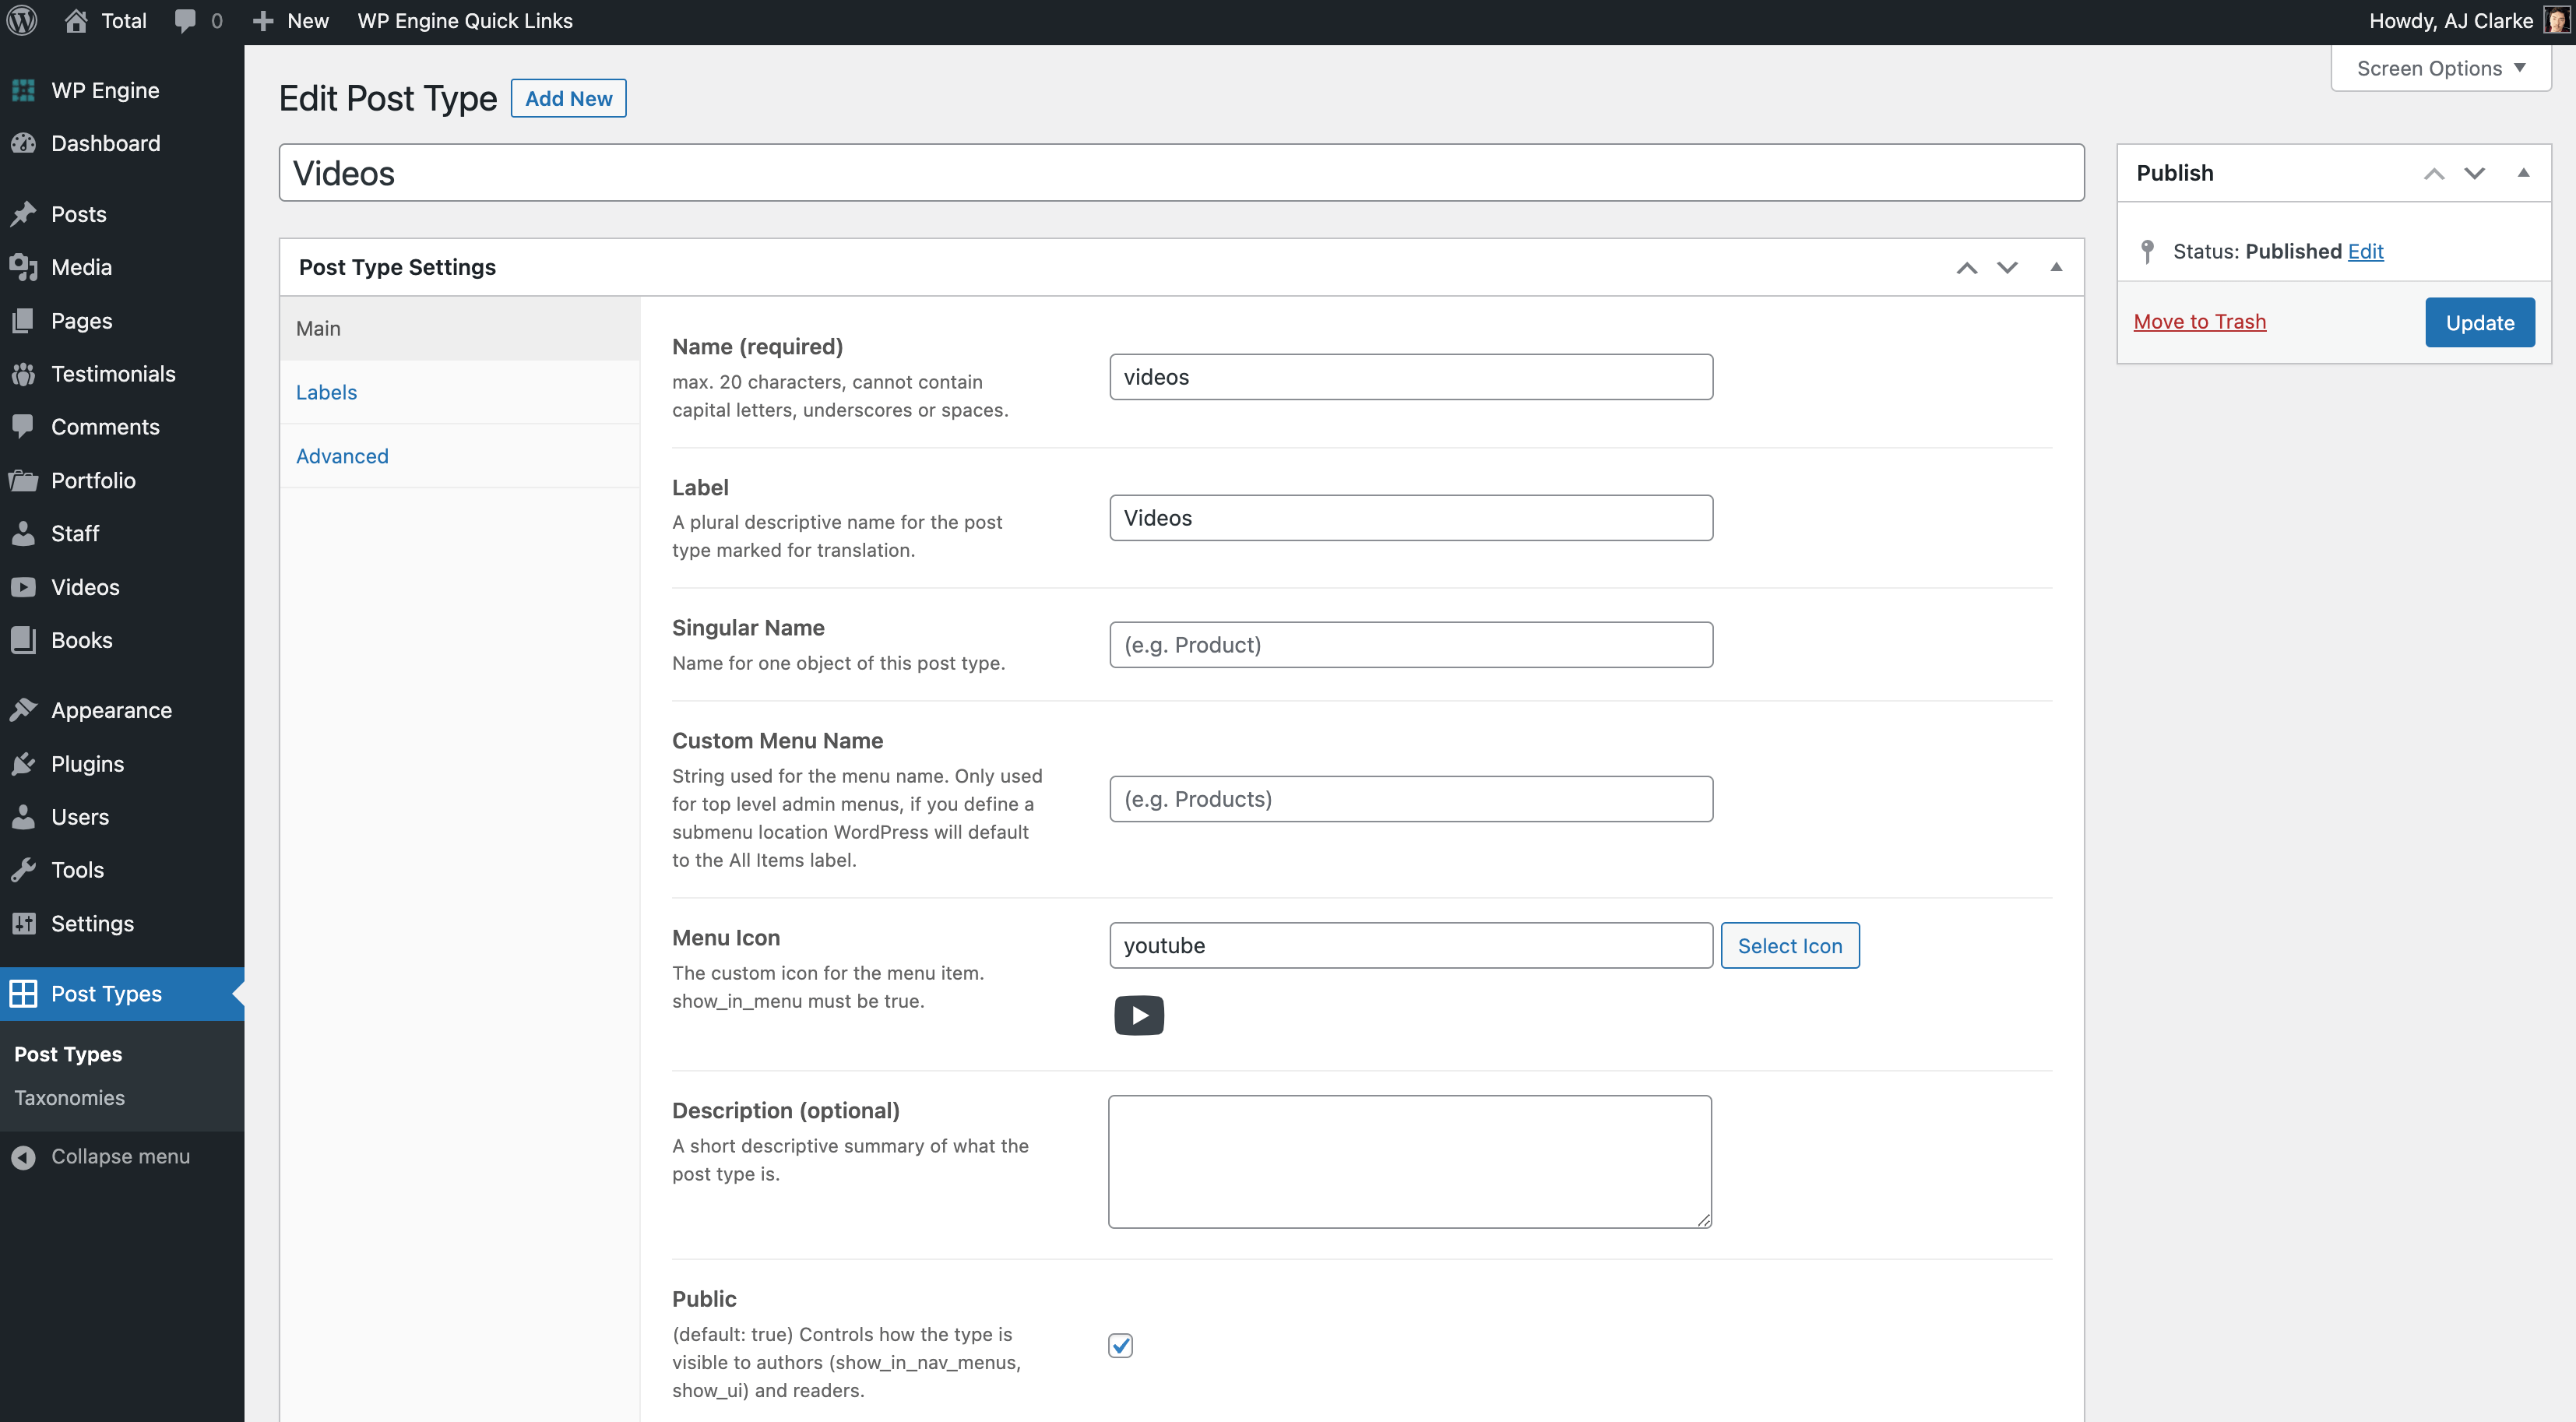 Total
0
New
WP Engine Quick Links
Howdy, AJ Clarke
WP Engine
Dashboard
Posts
Media
Pages
Testimonials
Comments
Portfolio
Staff
Videos
Books
Appearance
Plugins
Users
Tools
Settings
Post Types
Post Types
Taxonomies
Collapse menu
Screen Options
Edit Post Type
Add New
Videos
Post Type Settings
Main
Labels
Advanced
Name (required)
max. 20 characters, cannot contain
capital letters, underscores or spaces.
videos
Label
A plural descriptive name for the post
type marked for translation.
Videos
Singular Name
Name for one object of this post type.
(e.g. Product)
Custom Menu Name
String used for the menu name. Only used
for top level admin menus, if you define a
submenu location WordPress will default
to the All Items label.
(e.g. Products)
Menu Icon
The custom icon for the menu item.
show_in_menu must be true.
youtube
Select Icon
Description (optional)
A short descriptive summary of what the
post type is.
Public
(default: true) Controls how the type is
visible to authors (show_in_nav_menus,
show_ui) and readers.
Publish
Status: Published Edit
Move to Trash
Update